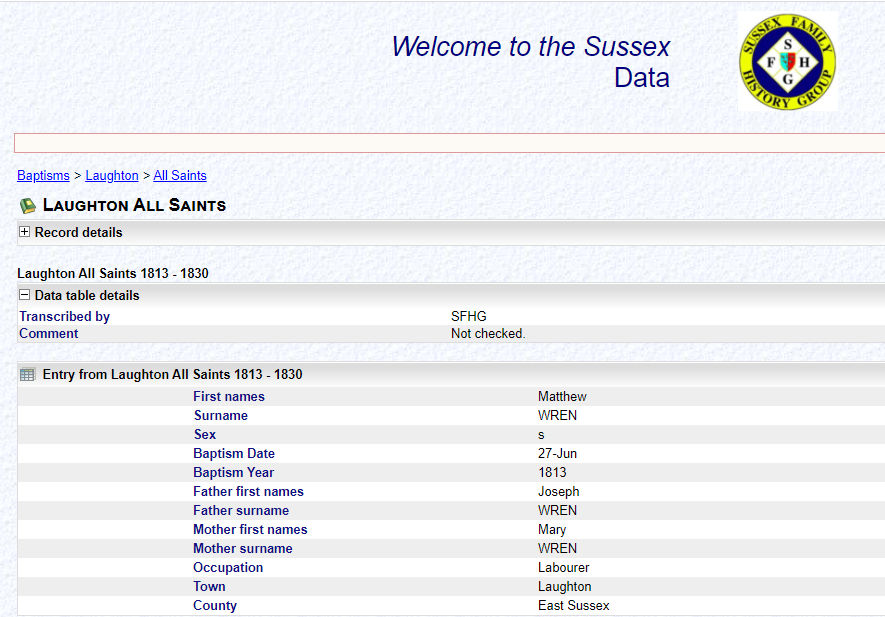 Welcome to the Sussex
Data
SUSSEX FAMILY
HISTORY GROUP
S
F H
G
Baptisms > Laughton > All Saints
LAUGHTON ALL SAINTS
Record details
Laughton All Saints 1813 - 1830
Data table details
Transcribed by SFHG
Comment Not checked.
Entry from Laughton All Saints 1813 - 1830
First names Matthew
Surname WREN
Sex s
Baptism Date 27-Jun
Baptism Year 1813
Father first names Joseph
Father surname WREN
Mother first names Mary
Mother surname WREN
Occupation Labourer
Town Laughton
County East Sussex